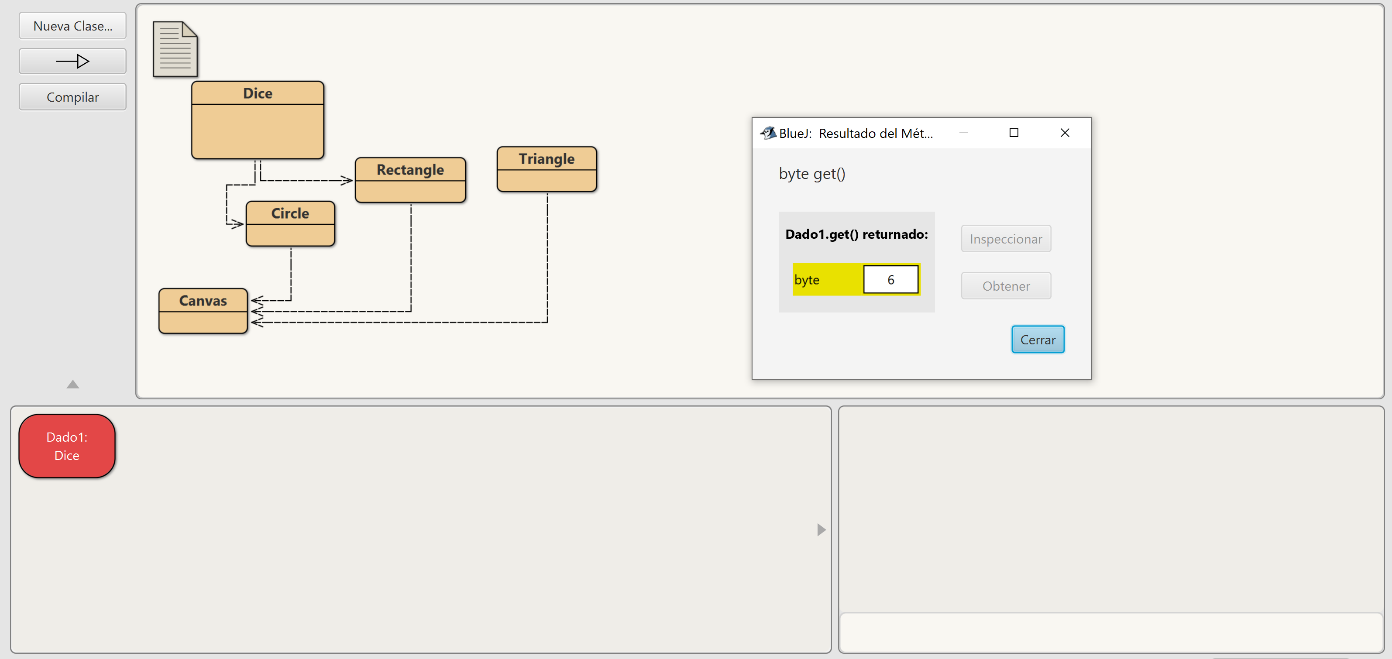 Nueva Clase...
Compilar
Dice
Rectangle
Triangle
Circle
Canvas
BlueJ: Resultado del Mét...
byte get()
Dado1.get() returnado:
byte 6
Inspeccionar
Obtener
Cerrar
Dado1:
Dice